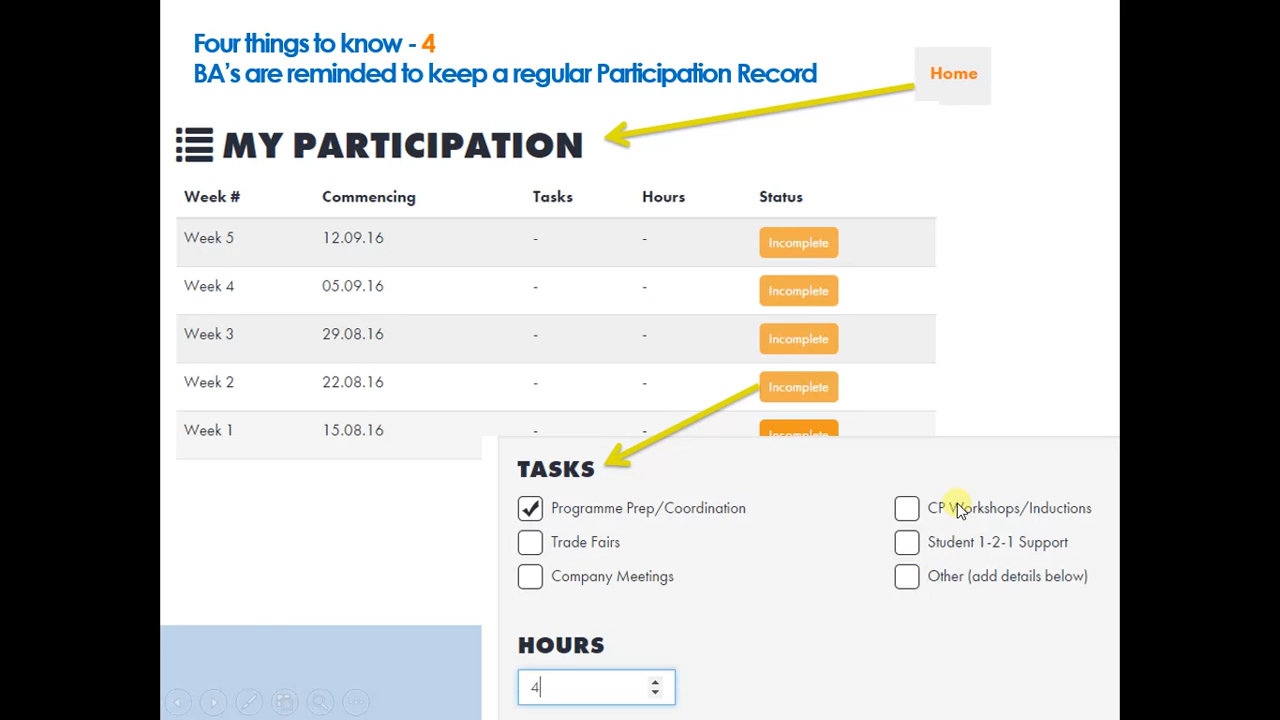 Four things to know - 4
BA's are reminded to keep a regular Participation Record
Home
MY PARTICIPATION
Week # Commencing Tasks Hours Status
Week 5 12.09.16 - - Incomplete
Week 4 05.09.16 - - Incomplete
Week 3 29.08.16 - - Incomplete
Week 2 22.08.16 - - Incomplete
Week 1 15.08.16 - - Incomplete
TASKS
Programme Prep/Coordination CP Workshops/Inductions
Trade Fairs Student 1-2-1 Support
Company Meetings Other (add details below)
HOURS
4